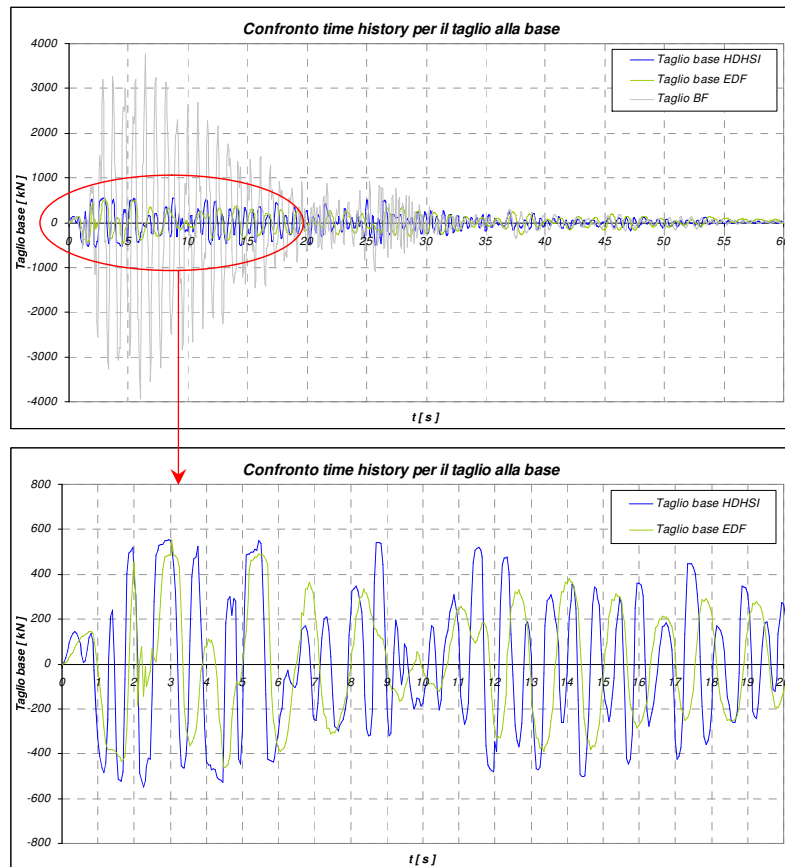 Confronto time history per il taglio alla base
Taglio base HDHSI
Taglio base EDF
Taglio BF
Taglio base [ kN ]
4000
3000
2000
1000
0
-1000
-2000
-3000
-4000
0 5 10 15 20 25 30 35 40 45 50 55 60
t [ s ]
Confronto time history per il taglio alla base
Taglio base HDHSI
Taglio base EDF
Taglio base [ kN ]
800
600
400
200
0
-200
-400
-600
-800
0 1 2 3 4 5 6 7 8 9 10 11 12 13 14 15 16 17 18 19 20
t [ s ]